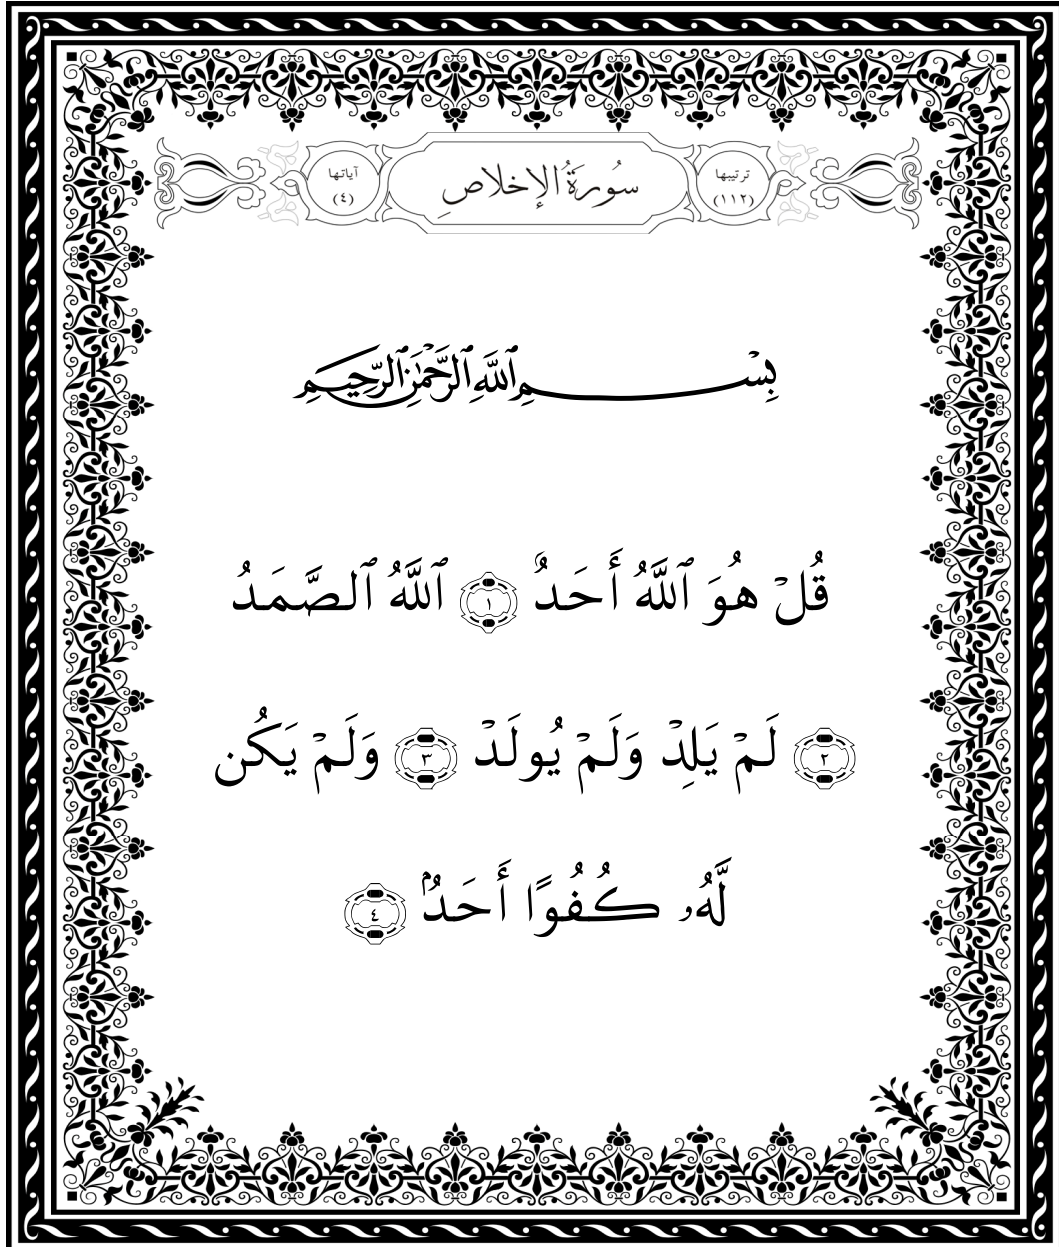 ترتيبها
(١١٢)
سُورَةُ الإِخلاصِ
آياتها
(٤)
بِسْمِ ٱللَّهِ ٱلرَّحْمَٰنِ ٱلرَّحِيمِ
قُلۡ هُوَ ٱللَّهُ أَحَدٌ ١ ٱللَّهُ ٱلصَّمَدُ
٢ لَمۡ يَلِدۡ وَلَمۡ يُولَدۡ ٣ وَلَمۡ يَكُن
لَّهُۥ كُفُوًا أَحَدُۢ ٤